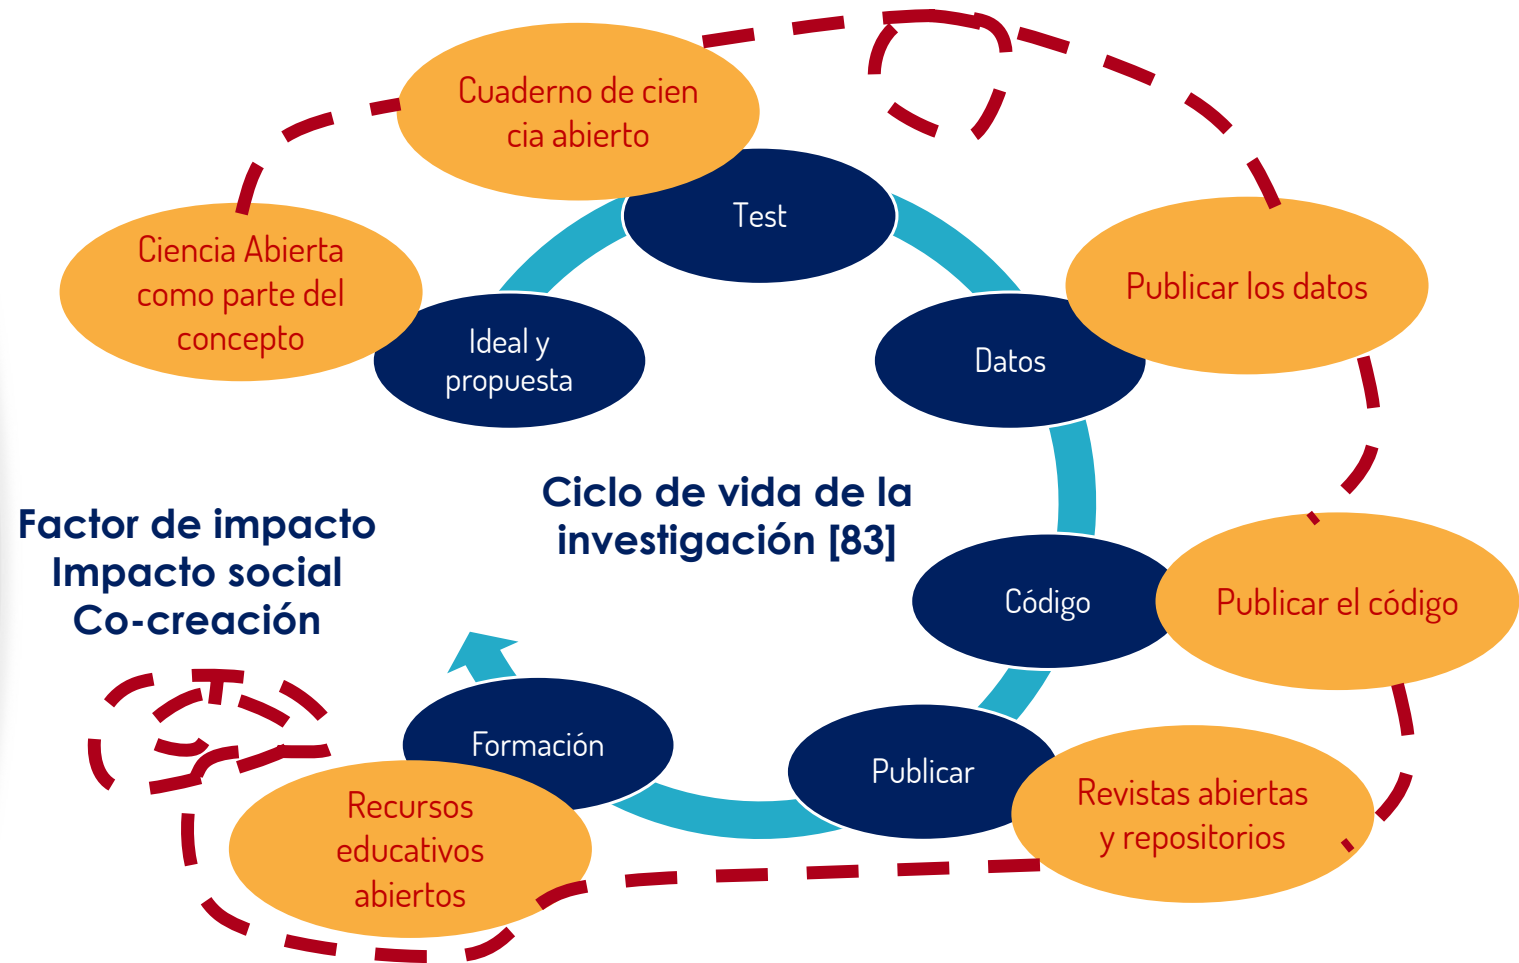 Cuaderno de cien
cia abierto
Test
Ciencia Abierta
como parte del
concepto
Ideal y
propuesta
Publicar los datos
Datos
Ciclo de vida de la
investigación [83]
Factor de impacto
Impacto social
Co-creación
Código
Publicar el código
Formación
Publicar
Revistas abiertas
y repositorios
Recursos
educativos
abiertos